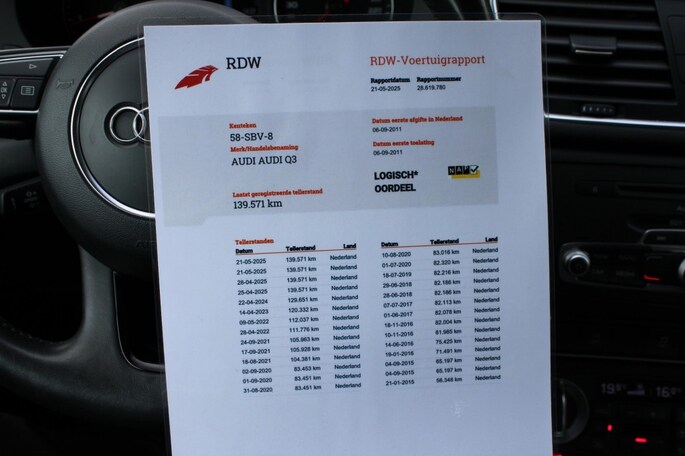 RDW
RDW-Voertuigrapport
Rapportdatum Rapportnummer
21-05-2025 28.619.780
Kenteken
58-SBV-8
Merk/Handelsbenaming
AUDI AUDI Q3
Datum eerste afgifte in Nederland
06-09-2011
Datum eerste toelating
06-09-2011
LOGISCH*
OORDEEL
NAP
Laatst geregistreerde tellerstand
139.571 km
Tellerstanden
Datum Tellerstand Land
21-05-2025 139.571 km Nederland
21-05-2025 139.571 km Nederland
28-04-2025 139.571 km Nederland
25-04-2025 139.571 km Nederland
22-04-2024 129.651 km Nederland
14-04-2023 120.332 km Nederland
09-05-2022 112.037 km Nederland
28-04-2022 111.776 km Nederland
24-09-2021 105.963 km Nederland
17-09-2021 105.928 km Nederland
18-08-2021 104.381 km Nederland
02-09-2020 83.453 km Nederland
01-09-2020 83.451 km Nederland
31-08-2020 83.451 km Nederland
Datum Tellerstand Land
10-08-2020 83.016 km Nederland
01-07-2020 82.320 km Nederland
18-07-2019 82.216 km Nederland
29-06-2018 82.186 km Nederland
28-06-2018 82.186 km Nederland
07-07-2017 82.113 km Nederland
01-06-2017 82.078 km Nederland
18-11-2016 82.004 km Nederland
10-11-2016 81.985 km Nederland
14-06-2016 75.425 km Nederland
19-01-2016 71.491 km Nederland
04-09-2015 65.197 km Nederland
04-09-2015 65.197 km Nederland
21-01-2015 56.348 km Nederland